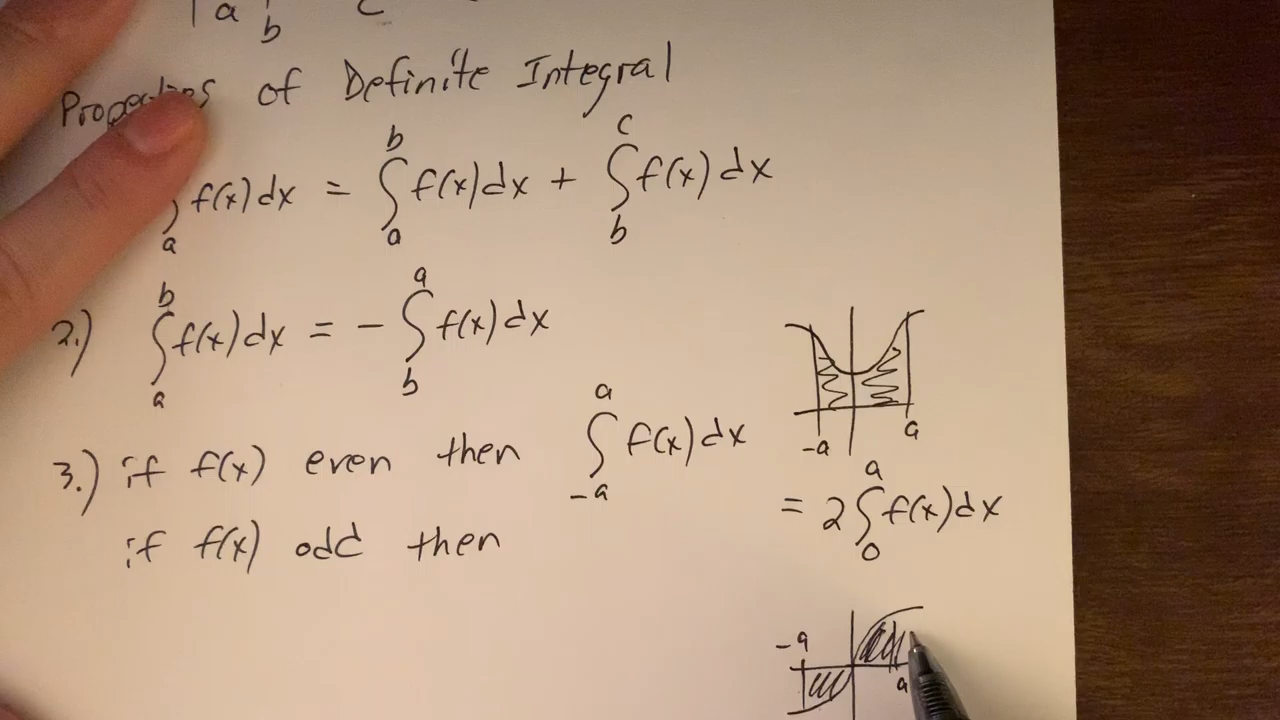 a b c
Properties of Definite Integral
∫_a f(x)dx = ∫_a^b f(x)dx + ∫_b^c f(x)dx
2.) ∫_a^b f(x)dx = - ∫_b^a f(x)dx
3.) if f(x) even then ∫_{-a}^a f(x)dx
-a a
= 2∫_0^a f(x)dx
if f(x) odd then
-a a